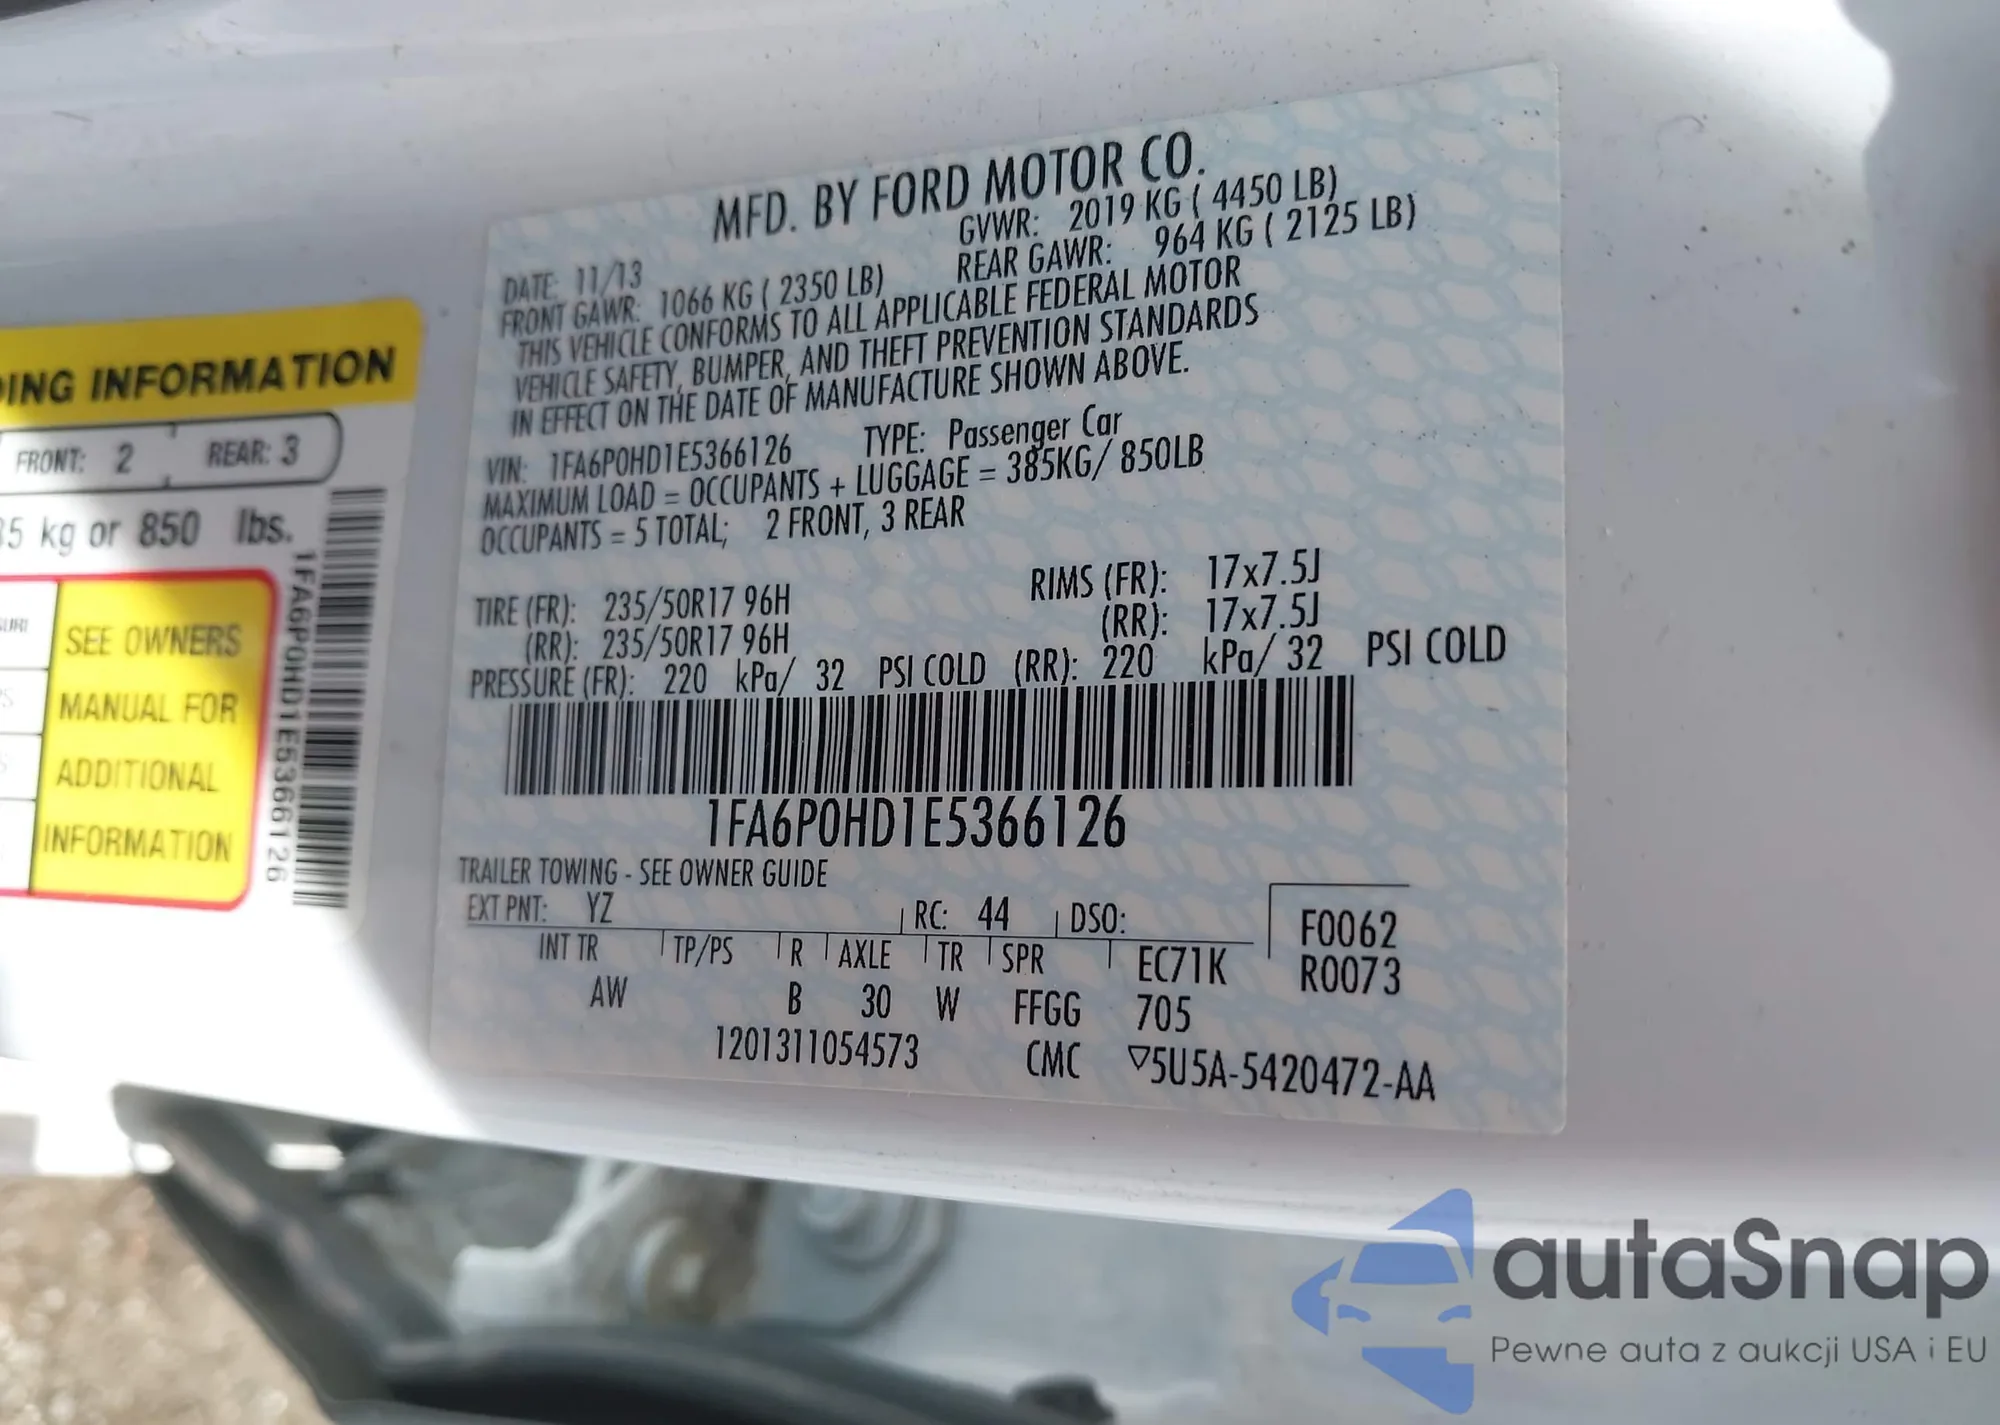 MFD. BY FORD MOTOR CO.
DATE: 11/13 GVWR: 2019 KG ( 4450 LB)
FRONT GAWR: 1066 KG ( 2350 LB) REAR GAWR: 964 KG ( 2125 LB)
THIS VEHICLE CONFORMS TO ALL APPLICABLE FEDERAL MOTOR
VEHICLE SAFETY, BUMPER, AND THEFT PREVENTION STANDARDS
IN EFFECT ON THE DATE OF MANUFACTURE SHOWN ABOVE.
VIN: 1FA6P0HD1E5366126 TYPE: Passenger Car
MAXIMUM LOAD = OCCUPANTS + LUGGAGE = 385KG/ 850LB
OCCUPANTS = 5 TOTAL; 2 FRONT, 3 REAR
TIRE (FR): 235/50R17 96H RIMS (FR): 17x7.5J
(RR): 235/50R17 96H (RR): 17x7.5J
PRESSURE (FR): 220 kPa/ 32 PSI COLD (RR): 220 kPa/ 32 PSI COLD
1FA6P0HD1E5366126
TRAILER TOWING - SEE OWNER GUIDE
EXT PNT: YZ RC: 44 DSO: F0062
INT TR TP/PS R AXLE TR SPR EC71K R0073
AW B 30 W FFGG 705
1201311054573 CMC ▽5U5A-5420472-AA
DING INFORMATION
FRONT: 2 REAR: 3
85 kg or 850 lbs.
SEE OWNERS
MANUAL FOR
ADDITIONAL
INFORMATION
1FA6P0HD1E5366126
autaSnap
Pewne auta z aukcji USA i EU